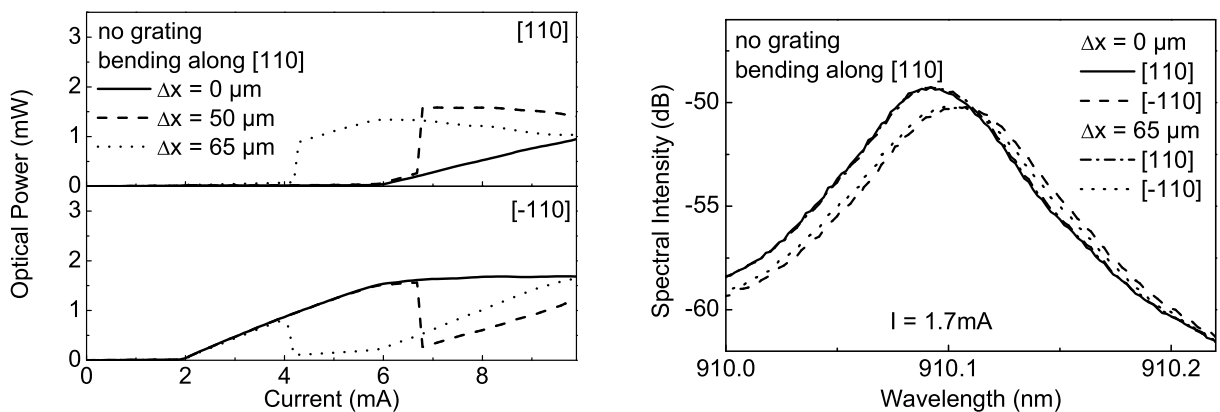 no grating
[110]
bending along [110]
Δx = 0 µm
Δx = 50 µm
Δx = 65 µm
3
2
1
0
[-110]
3
2
1
0
0 2 4 6 8
Optical Power (mW)
Current (mA)
no grating
bending along [110]
Δx = 0 µm
[110]
[-110]
Δx = 65 µm
[110]
[-110]
-50
-55
-60
I = 1.7mA
910.0 910.1 910.2
Spectral Intensity (dB)
Wavelength (nm)